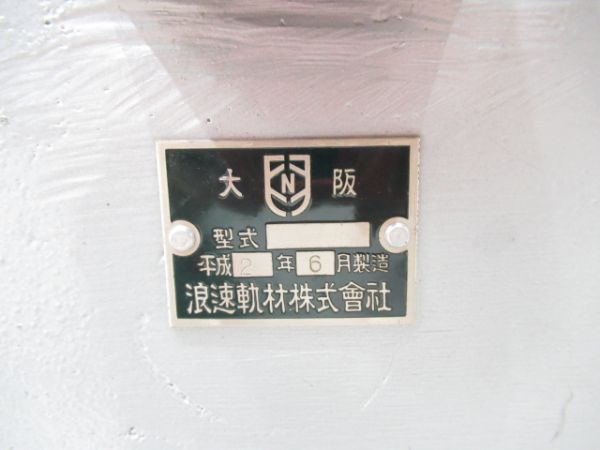 大 N 阪
型式
平成2年6月製造
浪速軌材株式會社